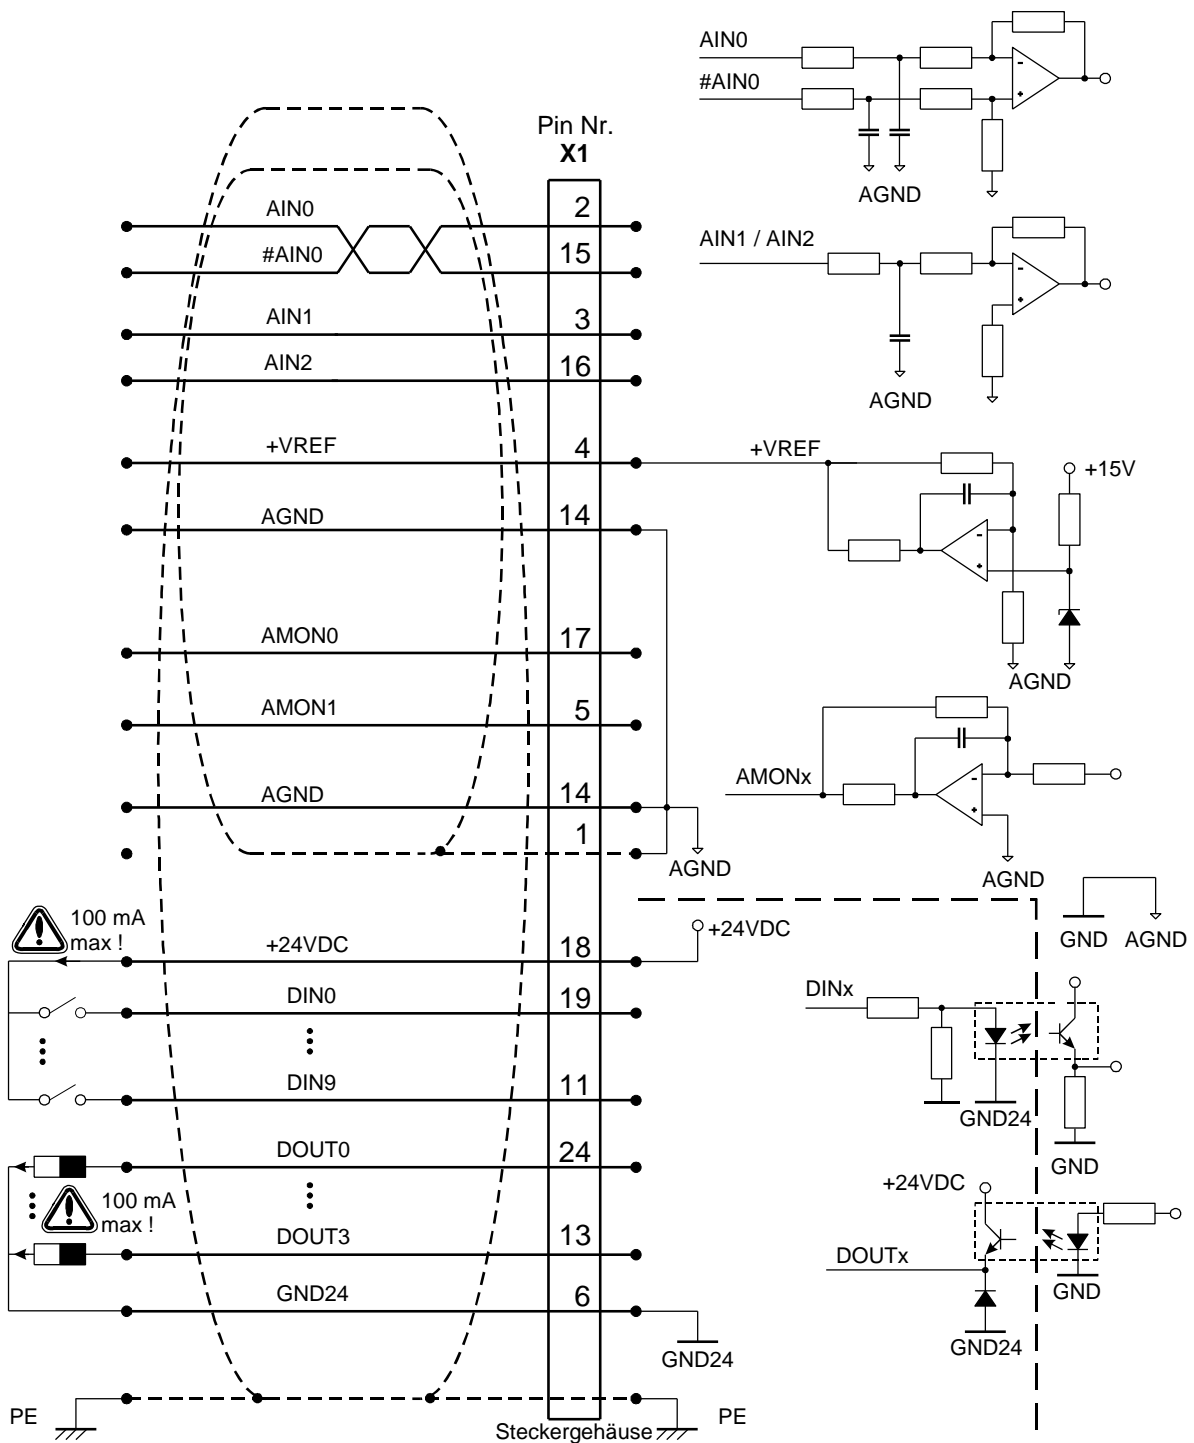 Pin Nr.
X1
AIN0
2
#AIN0
15
AIN1
3
AIN2
16
+VREF
4
AGND
14
AMON0
17
AMON1
5
AGND
14
1
AGND
100 mA
max !
+24VDC
18
+24VDC
DIN0
19
DIN9
11
DOUT0
24
100 mA
max !
DOUT3
13
GND24
6
GND24
PE
Steckergehäuse
PE
AIN0
#AIN0
-
+
AGND
AIN1 / AIN2
-
+
AGND
+VREF
+15V
-
+
AGND
AMONx
-
+
AGND
GND
AGND
DINx
GND24
GND
+24VDC
DOUTx
GND
GND24